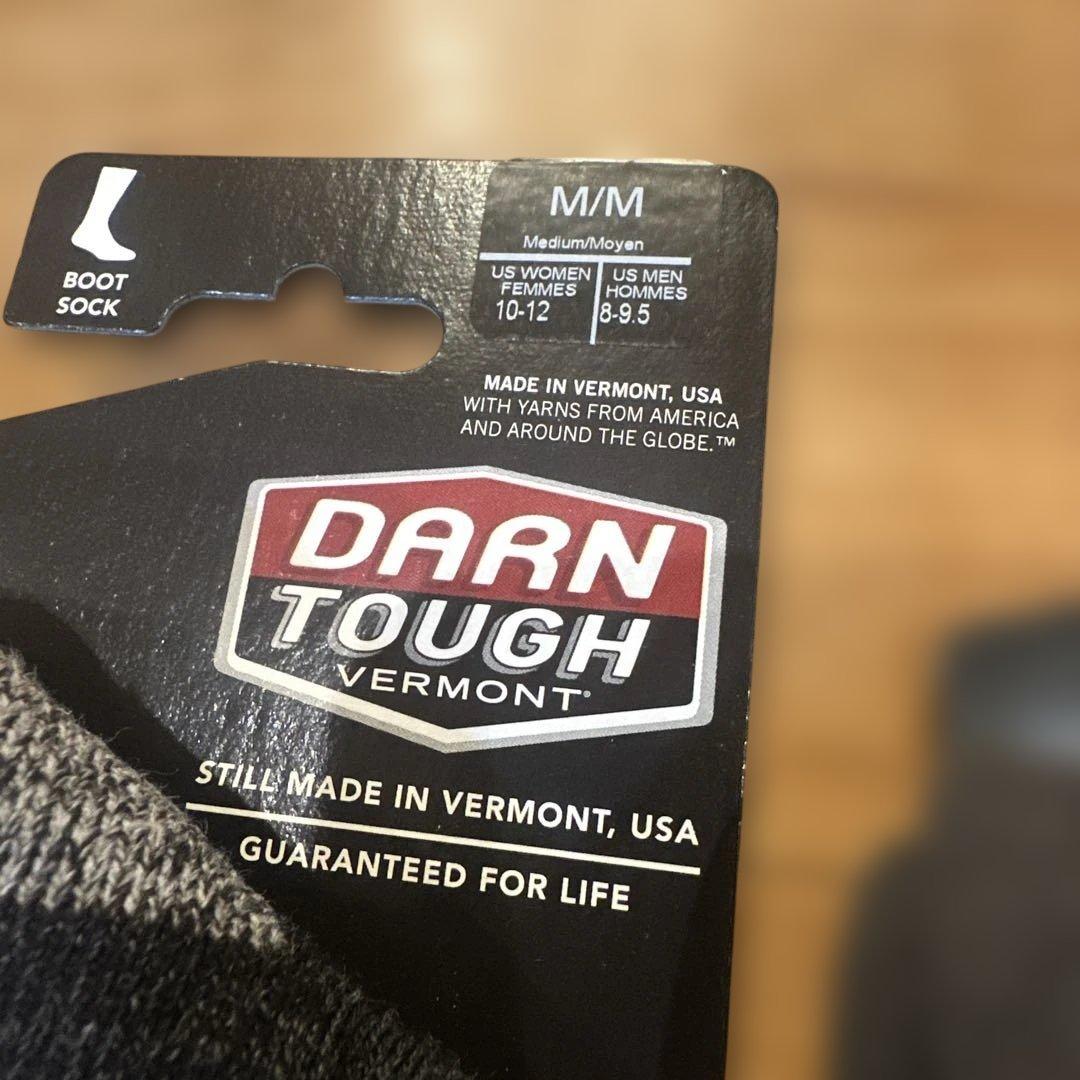 BOOT
SOCK
M/M
Medium/Moyen
US WOMEN
FEMMES
10-12
US MEN
HOMMES
8-9.5
MADE IN VERMONT, USA
WITH YARNS FROM AMERICA
AND AROUND THE GLOBE.™
DARN
TOUGH
VERMONT®
STILL MADE IN VERMONT, USA
GUARANTEED FOR LIFE